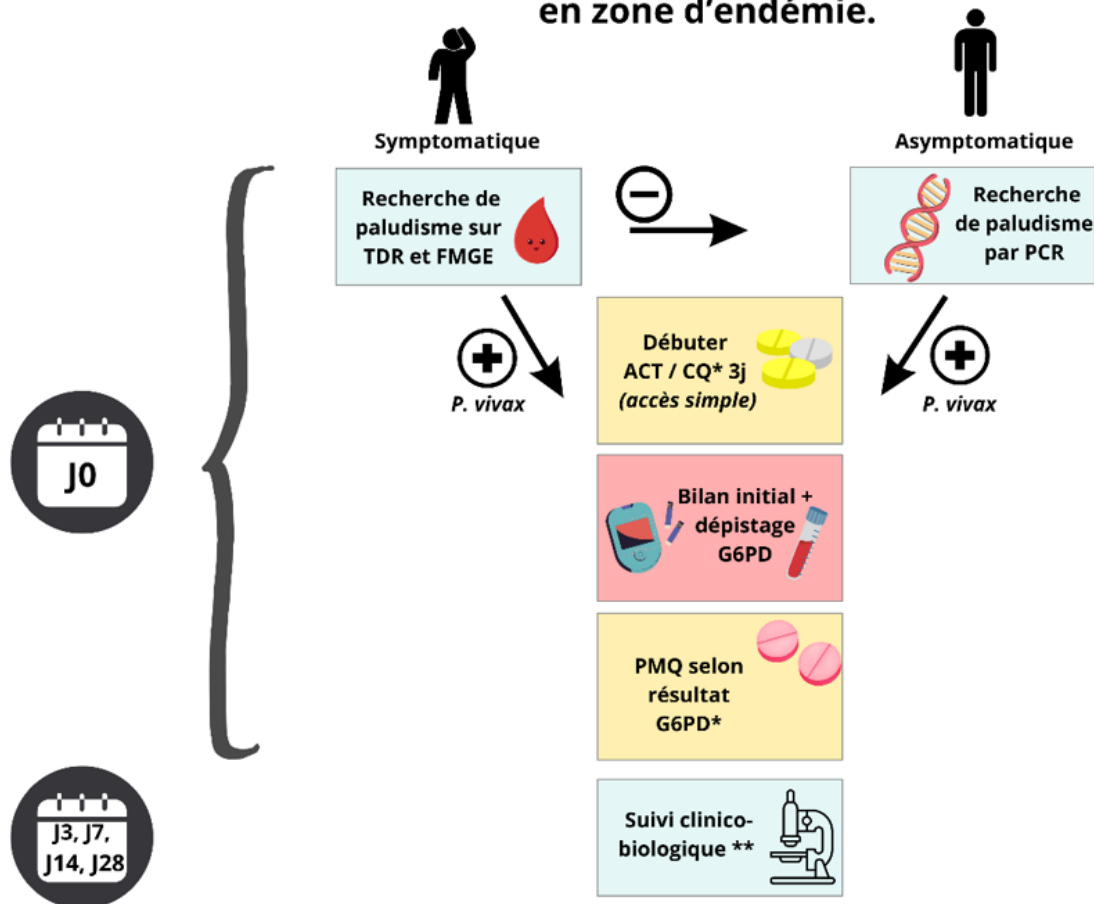 en zone d’endémie.
Symptomatique
Asymptomatique
Recherche de
paludisme sur
TDR et FMGE
Recherche
de paludisme
par PCR
P. vivax
Débuter
ACT / CQ* 3j
(accès simple)
P. vivax
J0
Bilan initial +
dépistage
G6PD
PMQ selon
résultat
G6PD*
J3, J7,
J14, J28
Suivi clinico-
biologique **